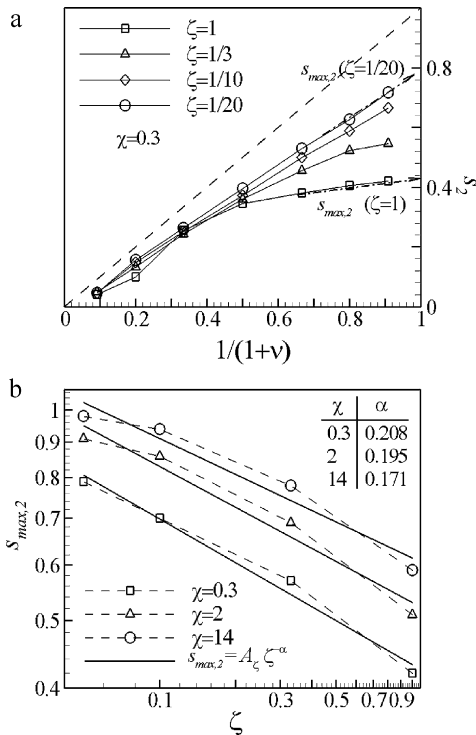 a
ζ=1
ζ=1/3
ζ=1/10
ζ=1/20
χ=0.3
s_max,2 (ζ=1/20)
s_max,2 (ζ=1)
0.8
0.4
0
s_2
0 0.2 0.4 0.6 0.8 1
1/(1+ν)
b
1
0.9
0.8
0.7
0.6
0.5
0.4
s_max,2
χ α
0.3 0.208
2 0.195
14 0.171
χ=0.3
χ=2
χ=14
s_max,2=A_ζ ζ^-α
0.1 0.3 0.5 0.7 0.9
ζ